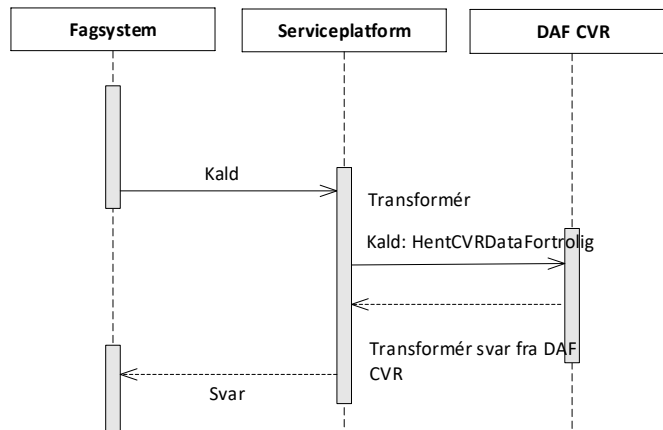 Fagsystem
Serviceplatform
DAF CVR
Kald
Transformér
Kald: HentCVRDataFortrolig
Transformér svar fra DAF
CVR
Svar